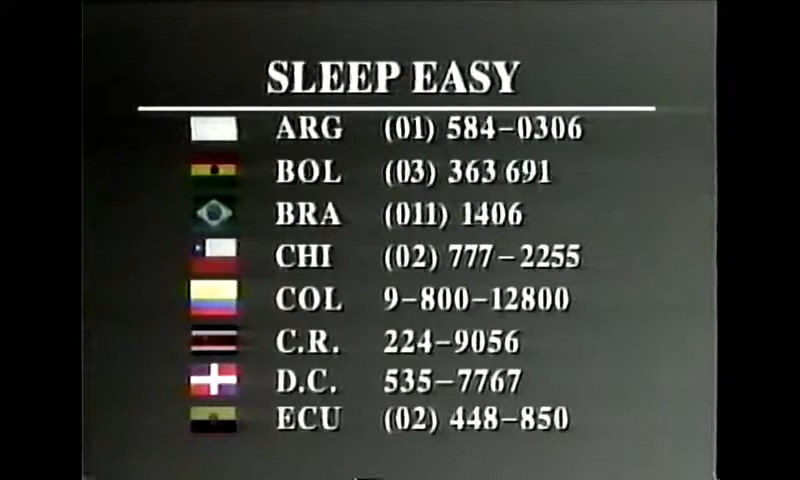 SLEEP EASY
ARG (01) 584-0306
BOL (03) 363 691
BRA (011) 1406
CHI (02) 777-2255
COL 9-800-12800
C.R. 224-9056
D.C. 535-7767
ECU (02) 448-850